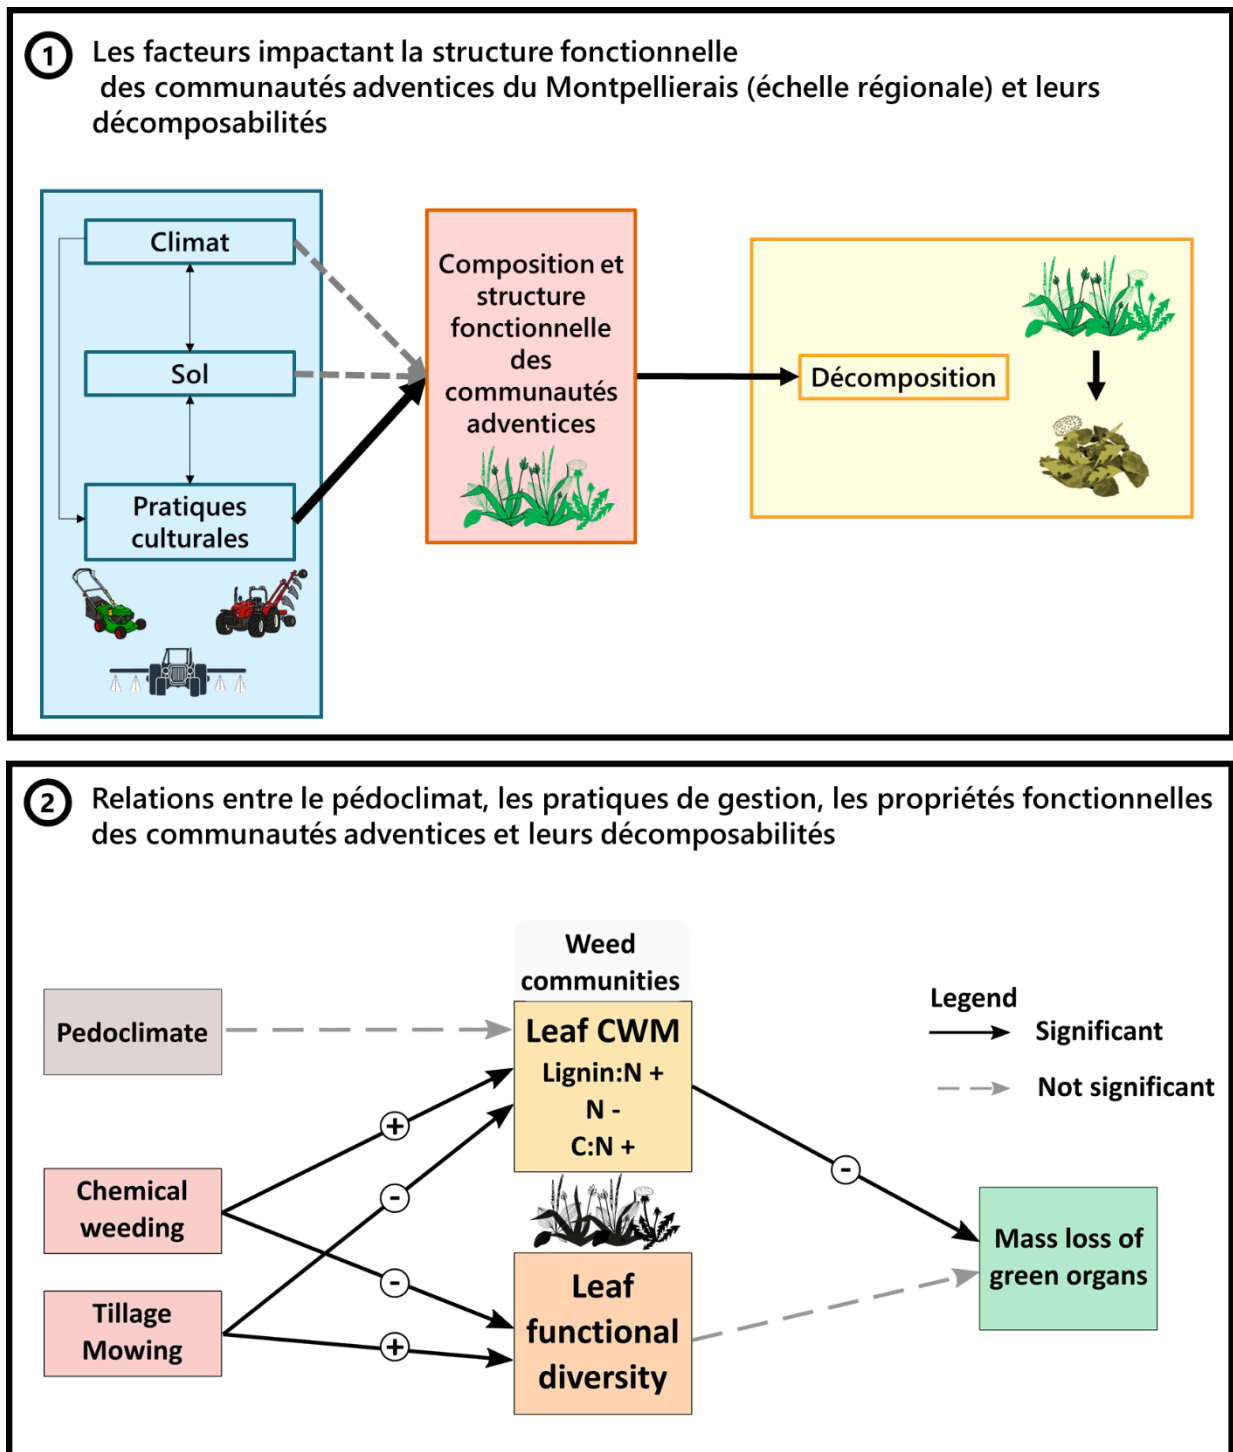 1
Les facteurs impactant la structure fonctionnelle
des communautés adventices du Montpellierais (échelle régionale) et leurs
décomposabilités
Climat
Sol
Pratiques
culturales
Composition et
structure
fonctionnelle
des
communautés
adventices
Décomposition
2
Relations entre le pédoclimat, les pratiques de gestion, les propriétés fonctionnelles
des communautés adventices et leurs décomposabilités
Pedoclimate
Chemical
weeding
Tillage
Mowing
+
-
-
+
Weed
communities
Leaf CWM
Lignin:N +
N -
C:N +
Leaf
functional
diversity
-
Mass loss of
green organs
Legend
Significant
Not significant